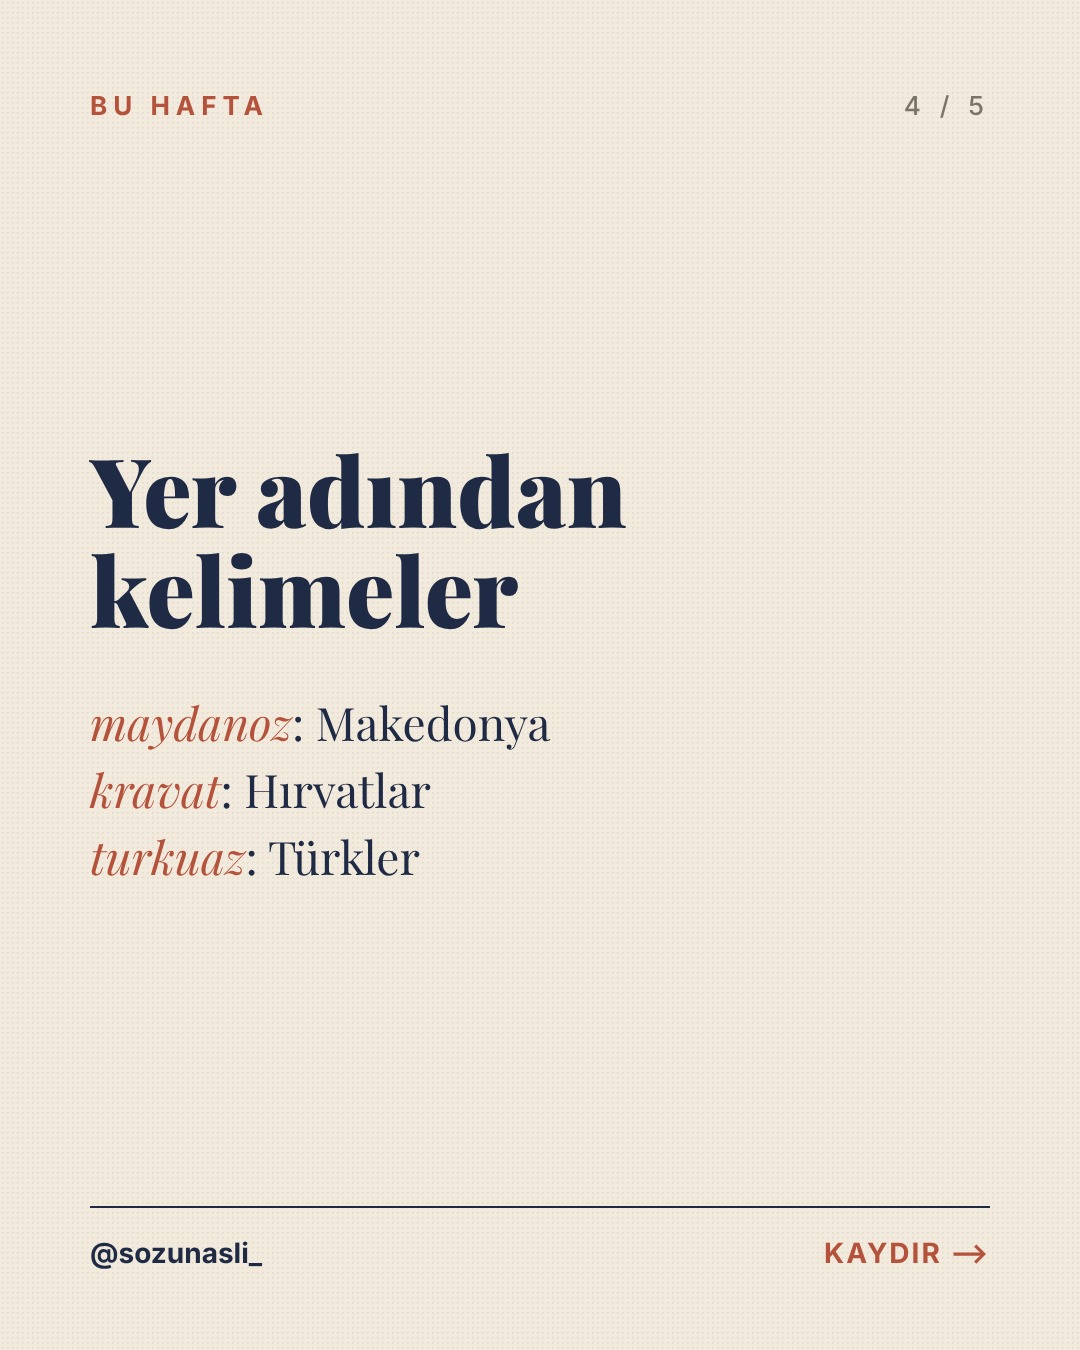 BU HAFTA
4 / 5
Yer adından
kelimeler
maydanoz: Makedonya
kravat: Hırvatlar
turkuaz: Türkler
@sozunasli_
KAYDIR →